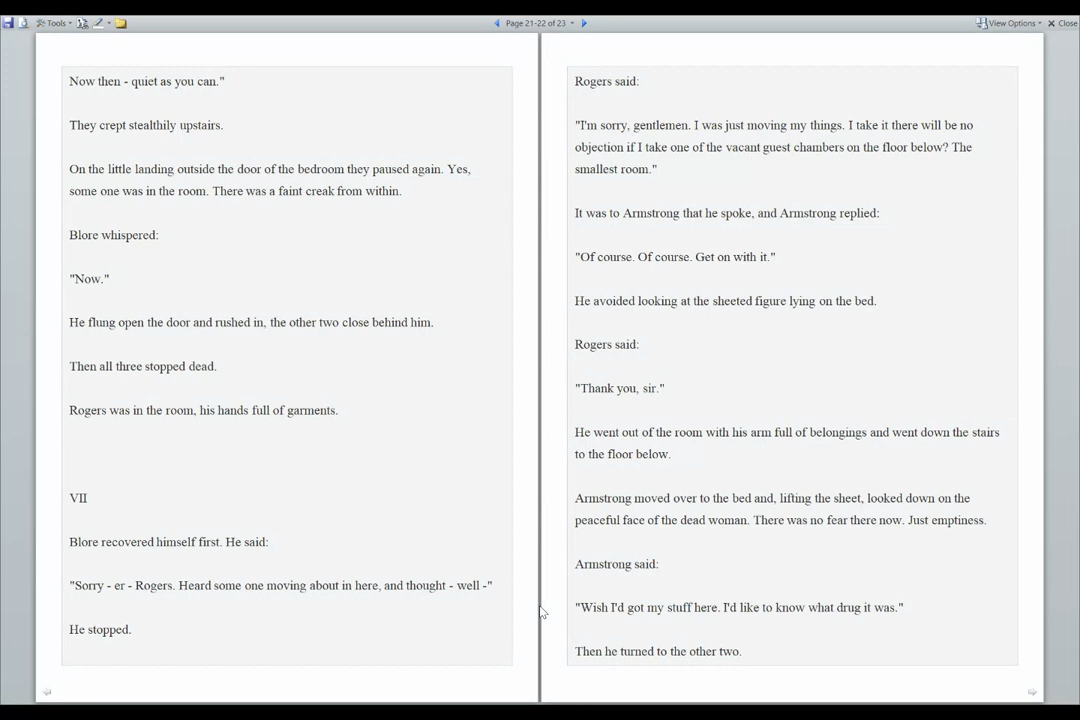 Tools
Page 21-22 of 23
View Options
Close
Now then - quiet as you can."
They crept stealthily upstairs.
On the little landing outside the door of the bedroom they paused again. Yes,
some one was in the room. There was a faint creak from within.
Blore whispered:
"Now."
He flung open the door and rushed in, the other two close behind him.
Then all three stopped dead.
Rogers was in the room, his hands full of garments.
VII
Blore recovered himself first. He said:
"Sorry - er - Rogers. Heard some one moving about in here, and thought - well -"
He stopped.
Rogers said:
"I'm sorry, gentlemen. I was just moving my things. I take it there will be no
objection if I take one of the vacant guest chambers on the floor below? The
smallest room."
It was to Armstrong that he spoke, and Armstrong replied:
"Of course. Of course. Get on with it."
He avoided looking at the sheeted figure lying on the bed.
Rogers said:
"Thank you, sir."
He went out of the room with his arm full of belongings and went down the stairs
to the floor below.
Armstrong moved over to the bed and, lifting the sheet, looked down on the
peaceful face of the dead woman. There was no fear there now. Just emptiness.
Armstrong said:
"Wish I'd got my stuff here. I'd like to know what drug it was."
Then he turned to the other two.